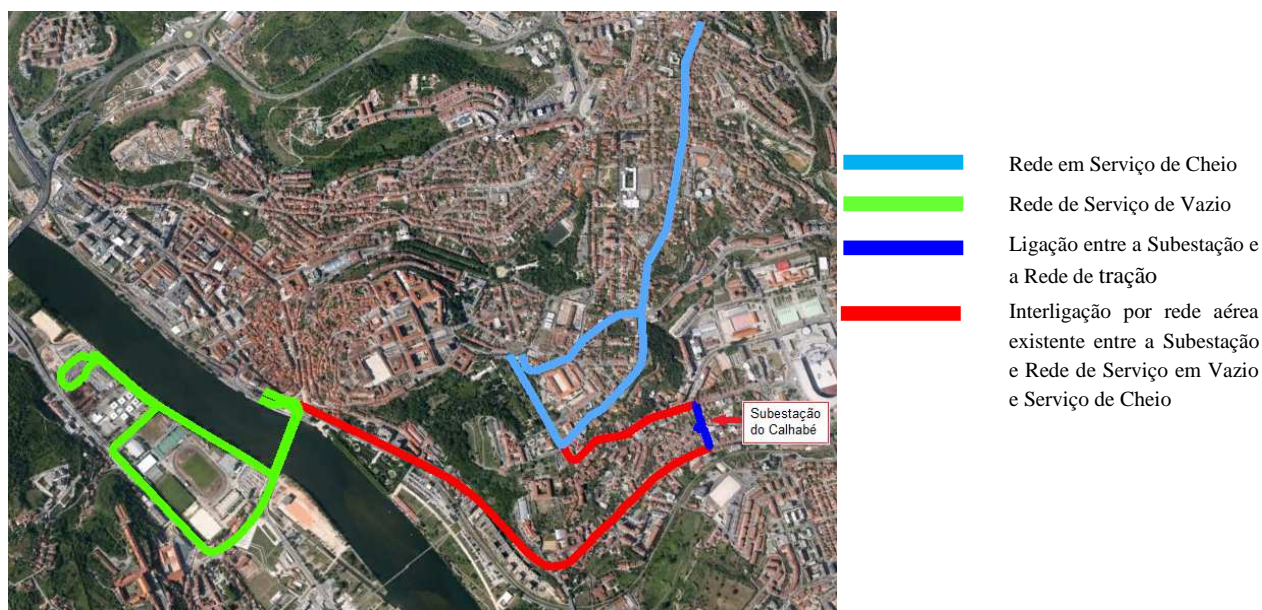 Rede em Serviço de Cheio
Rede de Serviço de Vazio
Ligação entre a Subestação e
a Rede de tração
Interligação por rede aérea
existente entre a Subestação
e Rede de Serviço em Vazio
e Serviço de Cheio
Subestação
do Calhabé